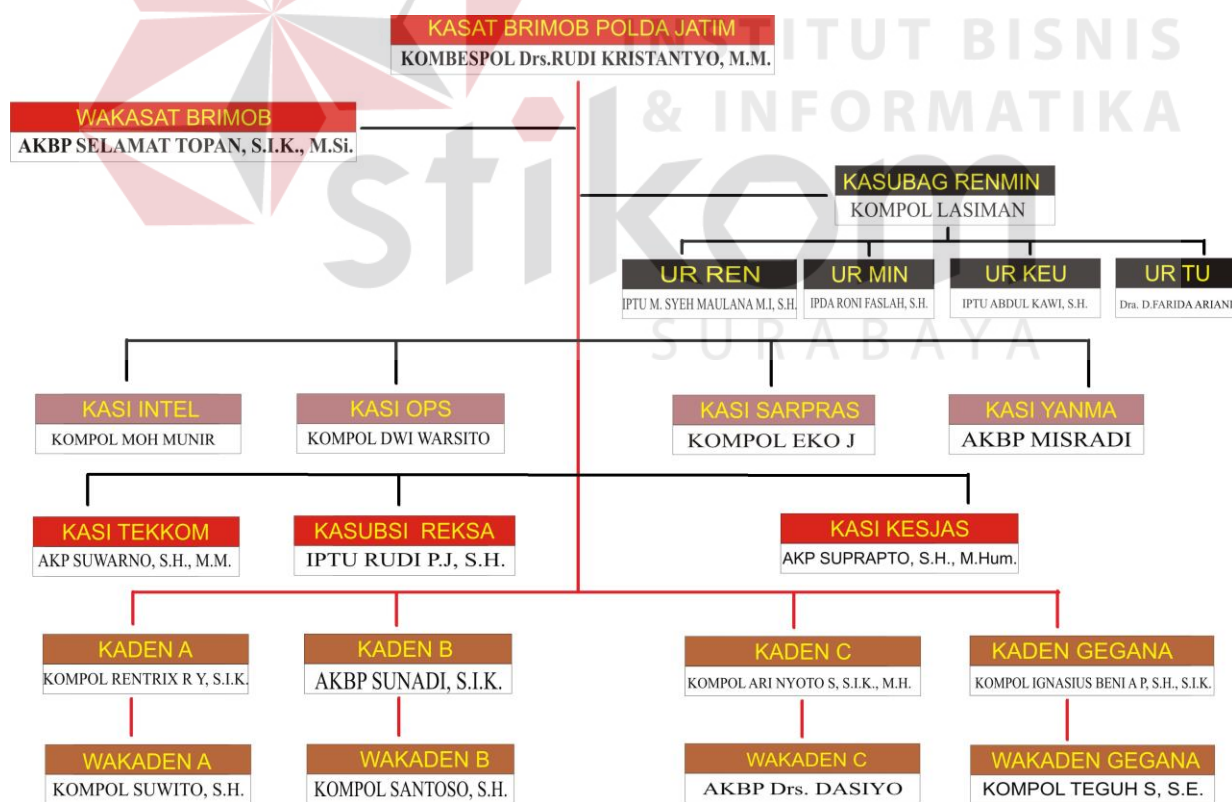 KASAT BRIMOB POLDA JATIM
KOMBESPOL Drs.RUDI KRISTANTYO, M.M.
INSTITUT BISNIS
& INFORMATIKA
stikom
SURABAYA
WAKASAT BRIMOB
AKBP SELAMAT TOPAN, S.I.K., M.Si.
KASUBAG RENMIN
KOMPOL LASIMAN
UR REN
IPTU M. SYEH MAULANA M.I, S.H.
UR MIN
IPDA RONI FASLAH, S.H.
UR KEU
IPTU ABDUL KAWI, S.H.
UR TU
Dra. D.FARIDA ARIANI
KASI INTEL
KOMPOL MOH MUNIR
KASI OPS
KOMPOL DWI WARSITO
KASI SARPRAS
KOMPOL EKO J
KASI YANMA
AKBP MISRADI
KASI TEKKOM
AKP SUWARNO, S.H., M.M.
KASUBSI REKSA
IPTU RUDI P.J, S.H.
KASI KESJAS
AKP SUPRAPTO, S.H., M.Hum.
KADEN A
KOMPOL RENTRIX R Y, S.I.K.
KADEN B
AKBP SUNADI, S.I.K.
KADEN C
KOMPOL ARI NYOTO S, S.I.K., M.H.
KADEN GEGANA
KOMPOL IGNASIUS BENI A P, S.H., S.I.K.
WAKADEN A
KOMPOL SUWITO, S.H.
WAKADEN B
KOMPOL SANTOSO, S.H.
WAKADEN C
AKBP Drs. DASIYO
WAKADEN GEGANA
KOMPOL TEGUH S, S.E.